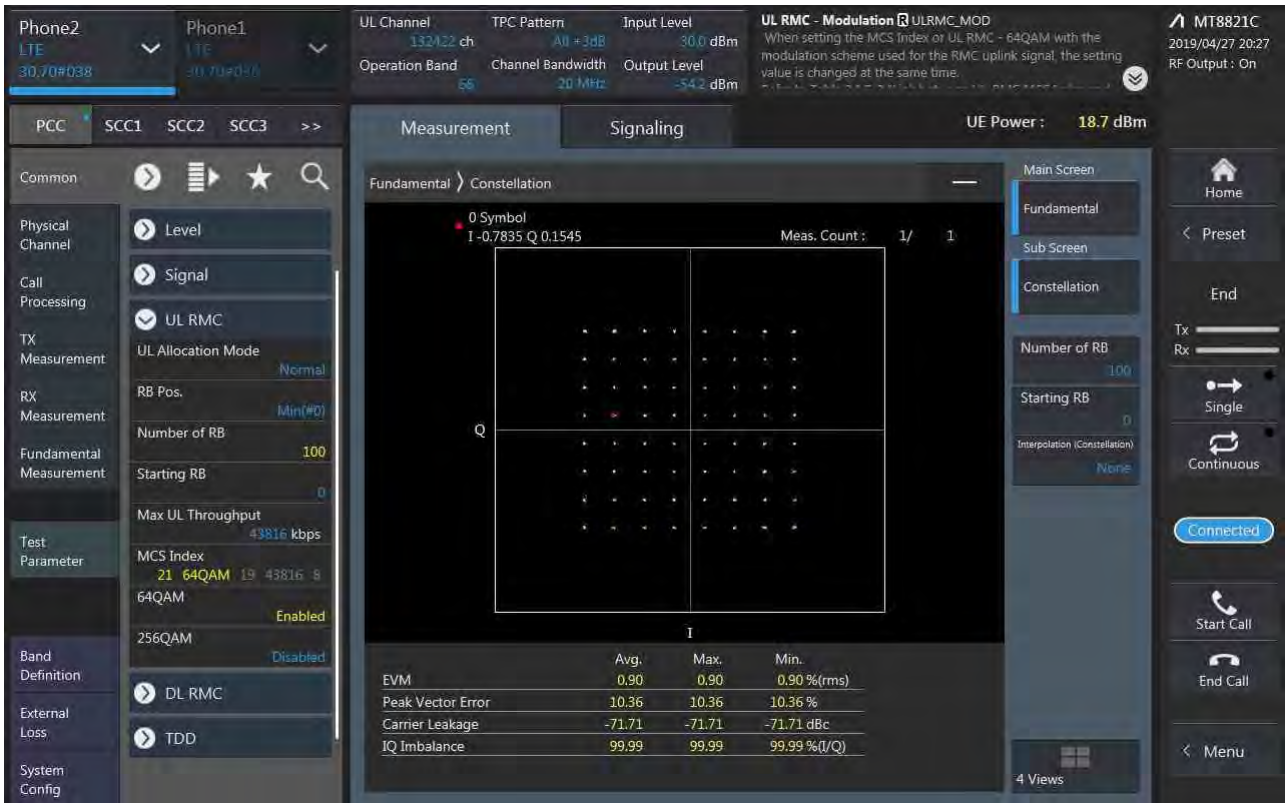 Phone2
LTE
30.70#038
Phone1
LTE
30.70#036
UL Channel
132422 ch
TPC Pattern
All +3dB
Input Level
30.0 dBm
Operation Band
66
Channel Bandwidth
20 MHz
Output Level
-54.2 dBm
UL RMC - Modulation R ULRMC_MOD
When setting the MCS Index or UL RMC - 64QAM with the
modulation scheme used for the RMC uplink signal, the setting
value is changed at the same time.
MT8821C
2019/04/27 20:27
RF Output : On
PCC SCC1 SCC2 SCC3 >>
Measurement
Signaling
UE Power : 18.7 dBm
Common
Physical
Channel
Call
Processing
TX
Measurement
RX
Measurement
Fundamental
Measurement
Test
Parameter
Band
Definition
External
Loss
System
Config
Level
Signal
UL RMC
UL Allocation Mode
Normal
RB Pos.
Min(#0)
Number of RB
100
Starting RB
0
Max UL Throughput
43816 kbps
MCS Index
21 64QAM 19 43816 8
64QAM
Enabled
256QAM
Disabled
DL RMC
TDD
Fundamental > Constellation
0 Symbol
I -0.7835 Q 0.1545
Meas. Count : 1/ 1
Q
I
Avg. Max. Min.
EVM 0.90 0.90 0.90 %(rms)
Peak Vector Error 10.36 10.36 10.36 %
Carrier Leakage -71.71 -71.71 -71.71 dBc
IQ Imbalance 99.99 99.99 99.99 %(I/Q)
Main Screen
Fundamental
Sub Screen
Constellation
Number of RB
100
Starting RB
0
Interpolation (Constellation)
None
4 Views
Home
< Preset
End
Tx
Rx
Single
Continuous
Connected
Start Call
End Call
< Menu